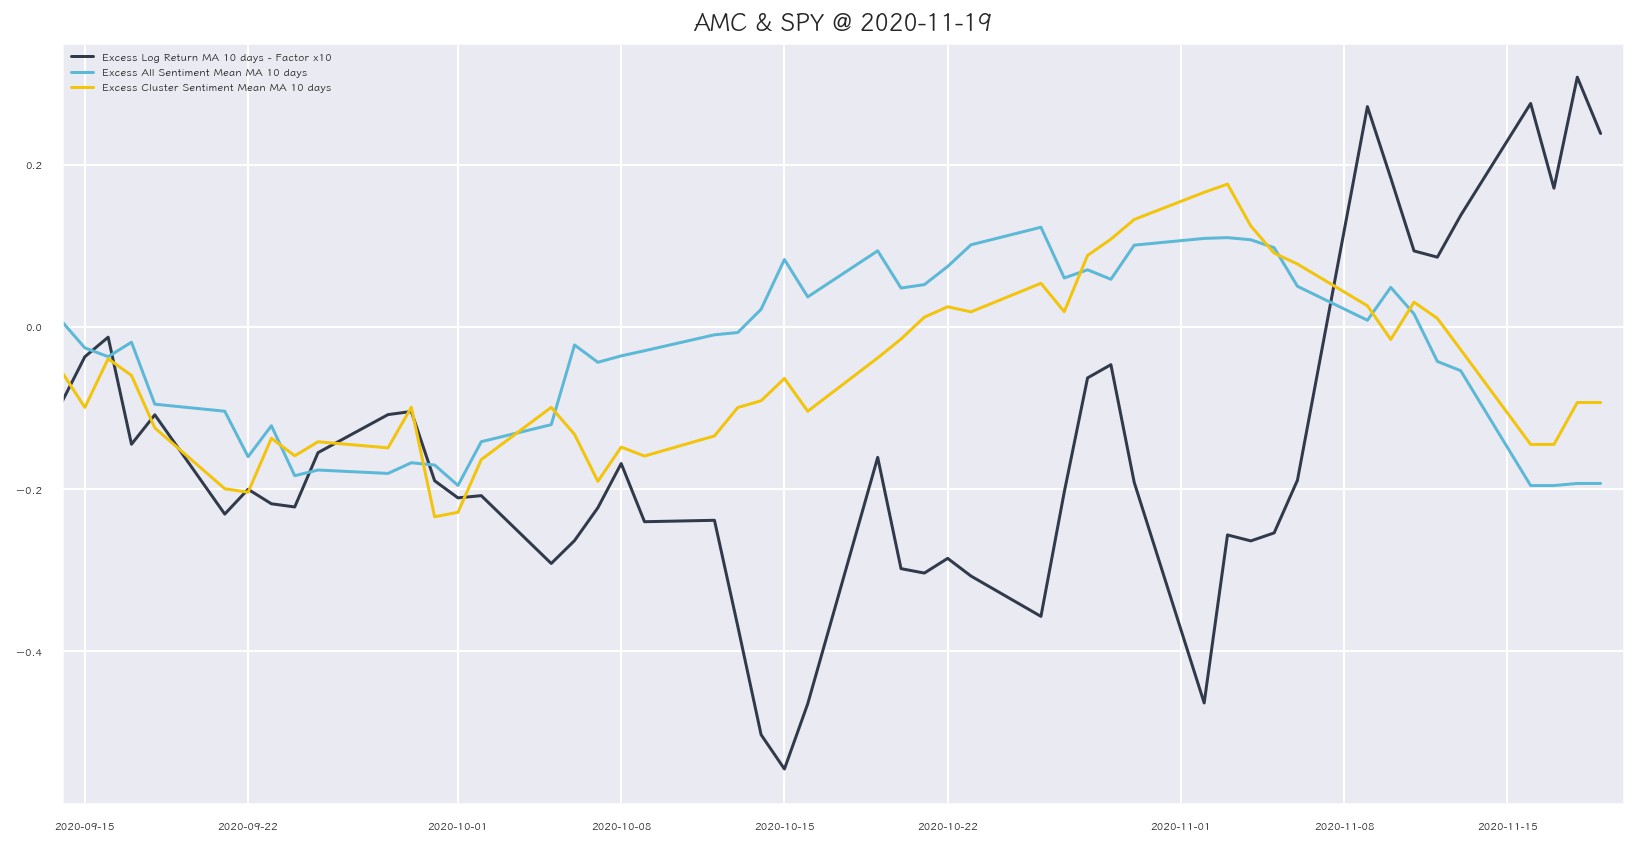 AMC & SPY @ 2020-11-19
Excess Log Return MA 10 days - Factor x10
Excess All Sentiment Mean MA 10 days
Excess Cluster Sentiment Mean MA 10 days
0.2
0.0
−0.2
−0.4
2020-09-15 2020-09-22 2020-10-01 2020-10-08 2020-10-15 2020-10-22 2020-11-01 2020-11-08 2020-11-15